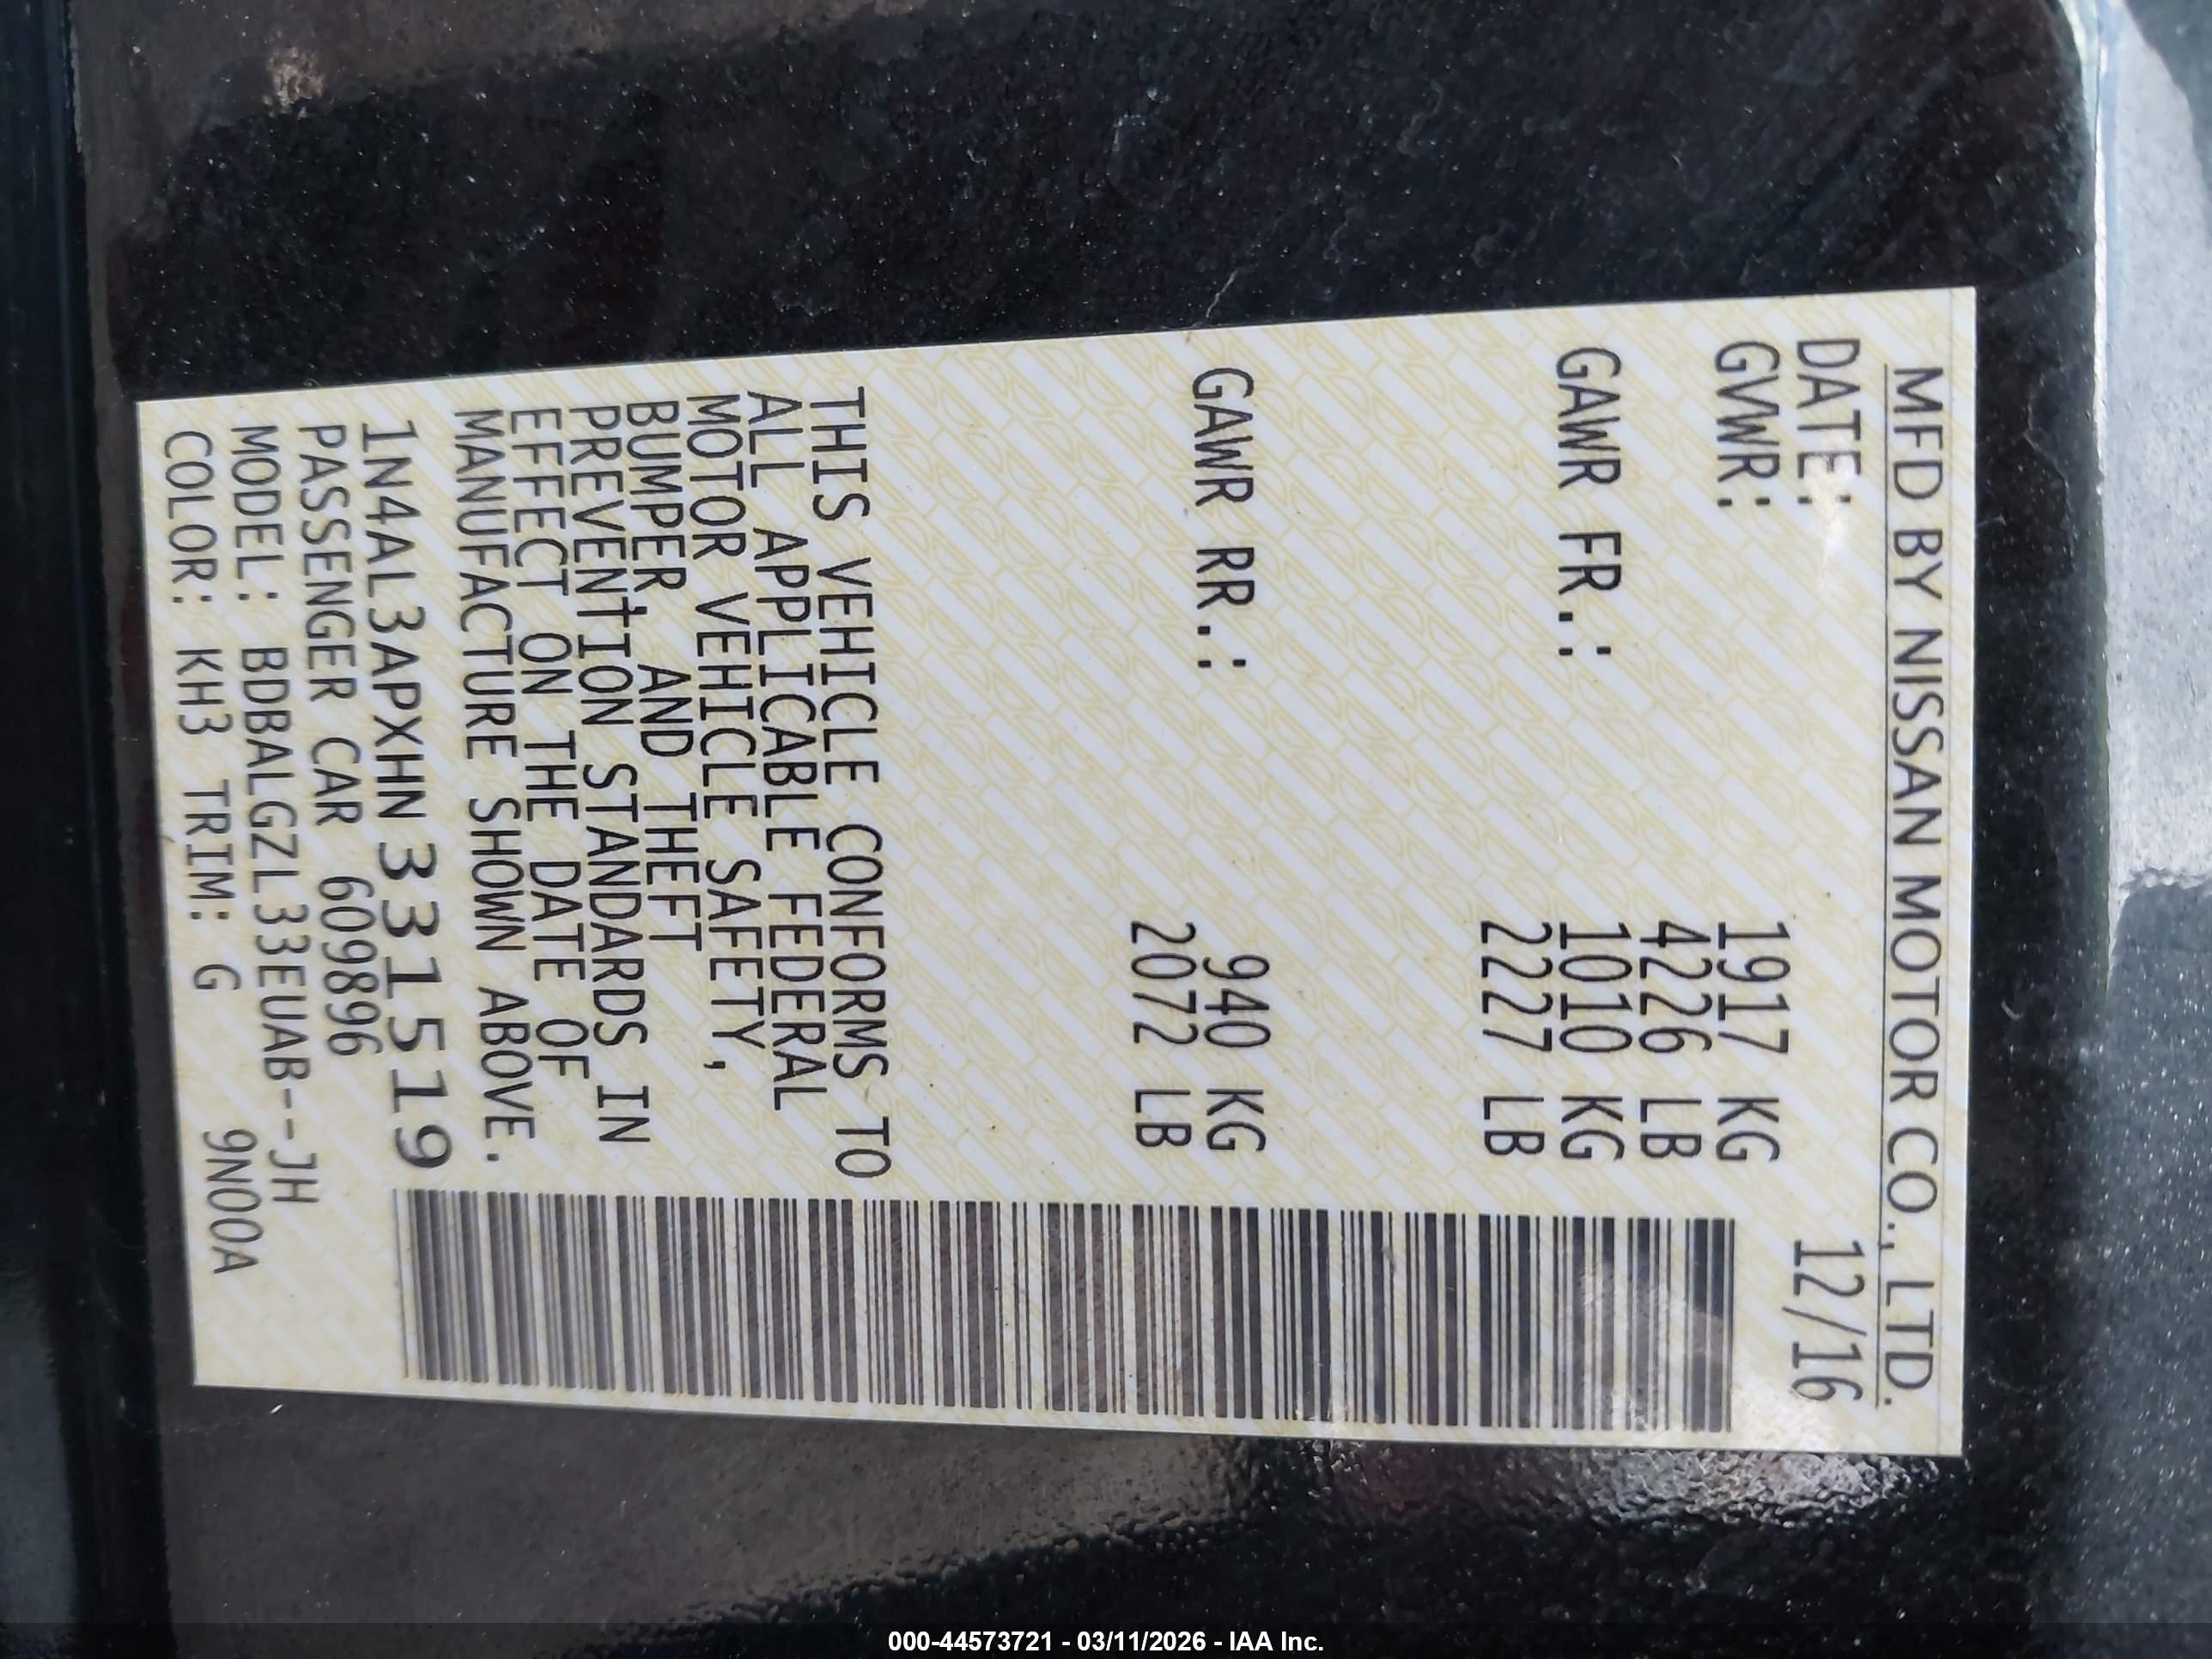 MFD BY NISSAN MOTOR CO., LTD.
DATE: 12/16
GVWR: 1917 KG
4226 LB
GAWR FR.: 1010 KG
2227 LB
GAWR RR.: 940 KG
2072 LB
THIS VEHICLE CONFORMS TO
ALL APPLICABLE FEDERAL
MOTOR VEHICLE SAFETY,
BUMPER, AND THEFT
PREVENTION STANDARDS IN
EFFECT ON THE DATE OF
MANUFACTURE SHOWN ABOVE.
1N4AL3APXHN331519
PASSENGER CAR 609896
MODEL: BDBALGZL33EUAB--JH
COLOR: KH3 TRIM: G 9N00A
000-44573721 - 03/11/2026 - IAA Inc.